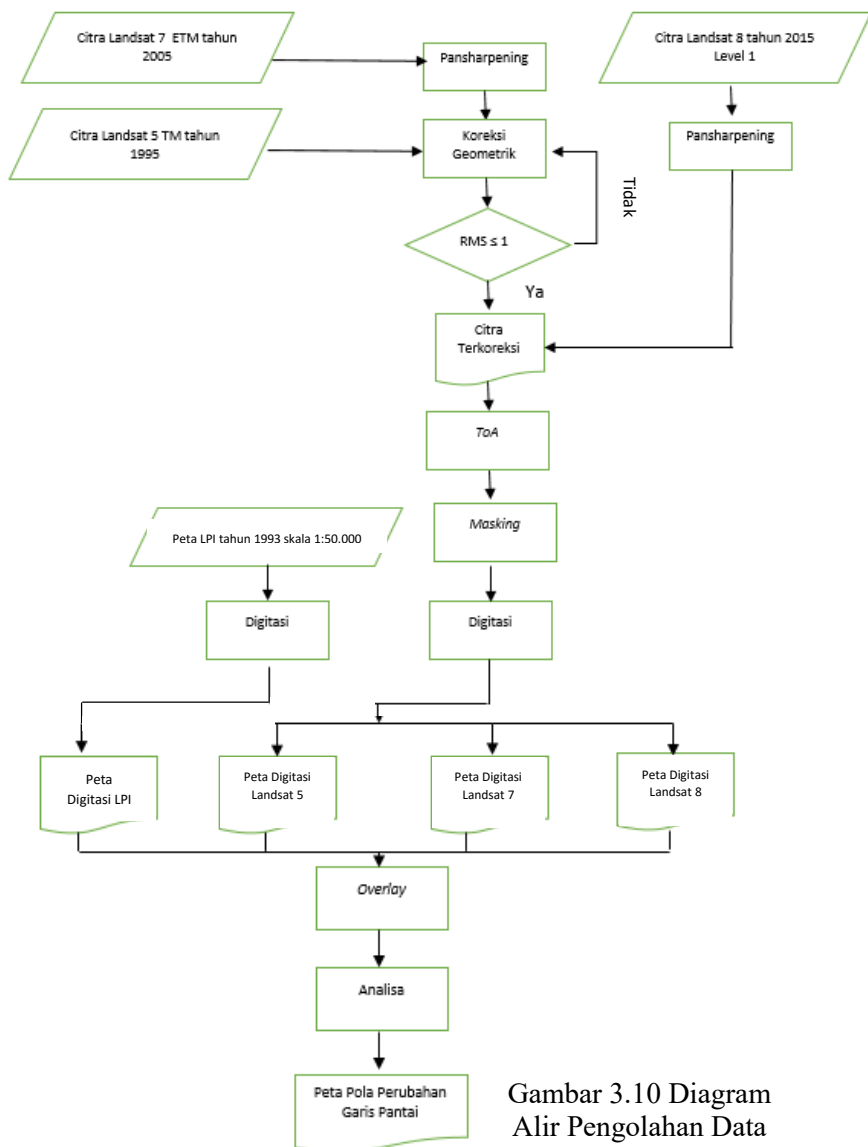 Citra Landsat 7 ETM tahun
2005
Pansharpening
Citra Landsat 8 tahun 2015
Level 1
Citra Landsat 5 TM tahun
1995
Koreksi
Geometrik
Pansharpening
Tidak
RMS ≤ 1
Ya
Citra
Terkoreksi
ToA
Masking
Peta LPI tahun 1993 skala 1:50.000
Digitasi
Digitasi
Peta
Digitasi LPI
Peta Digitasi
Landsat 5
Peta Digitasi
Landsat 7
Peta Digitasi
Landsat 8
Overlay
Analisa
Peta Pola Perubahan
Garis Pantai
Gambar 3.10 Diagram
Alir Pengolahan Data